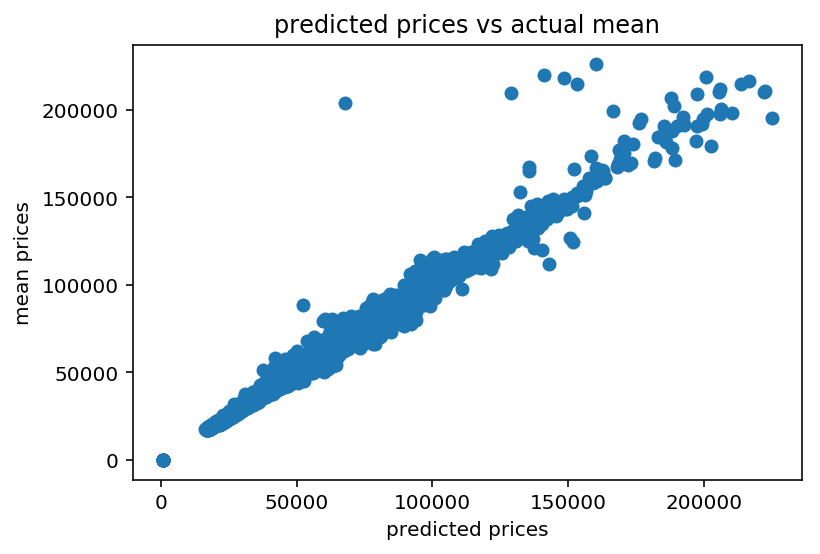 predicted prices vs actual mean
200000
150000
100000
50000
0
mean prices
0 50000 100000 150000 200000
predicted prices